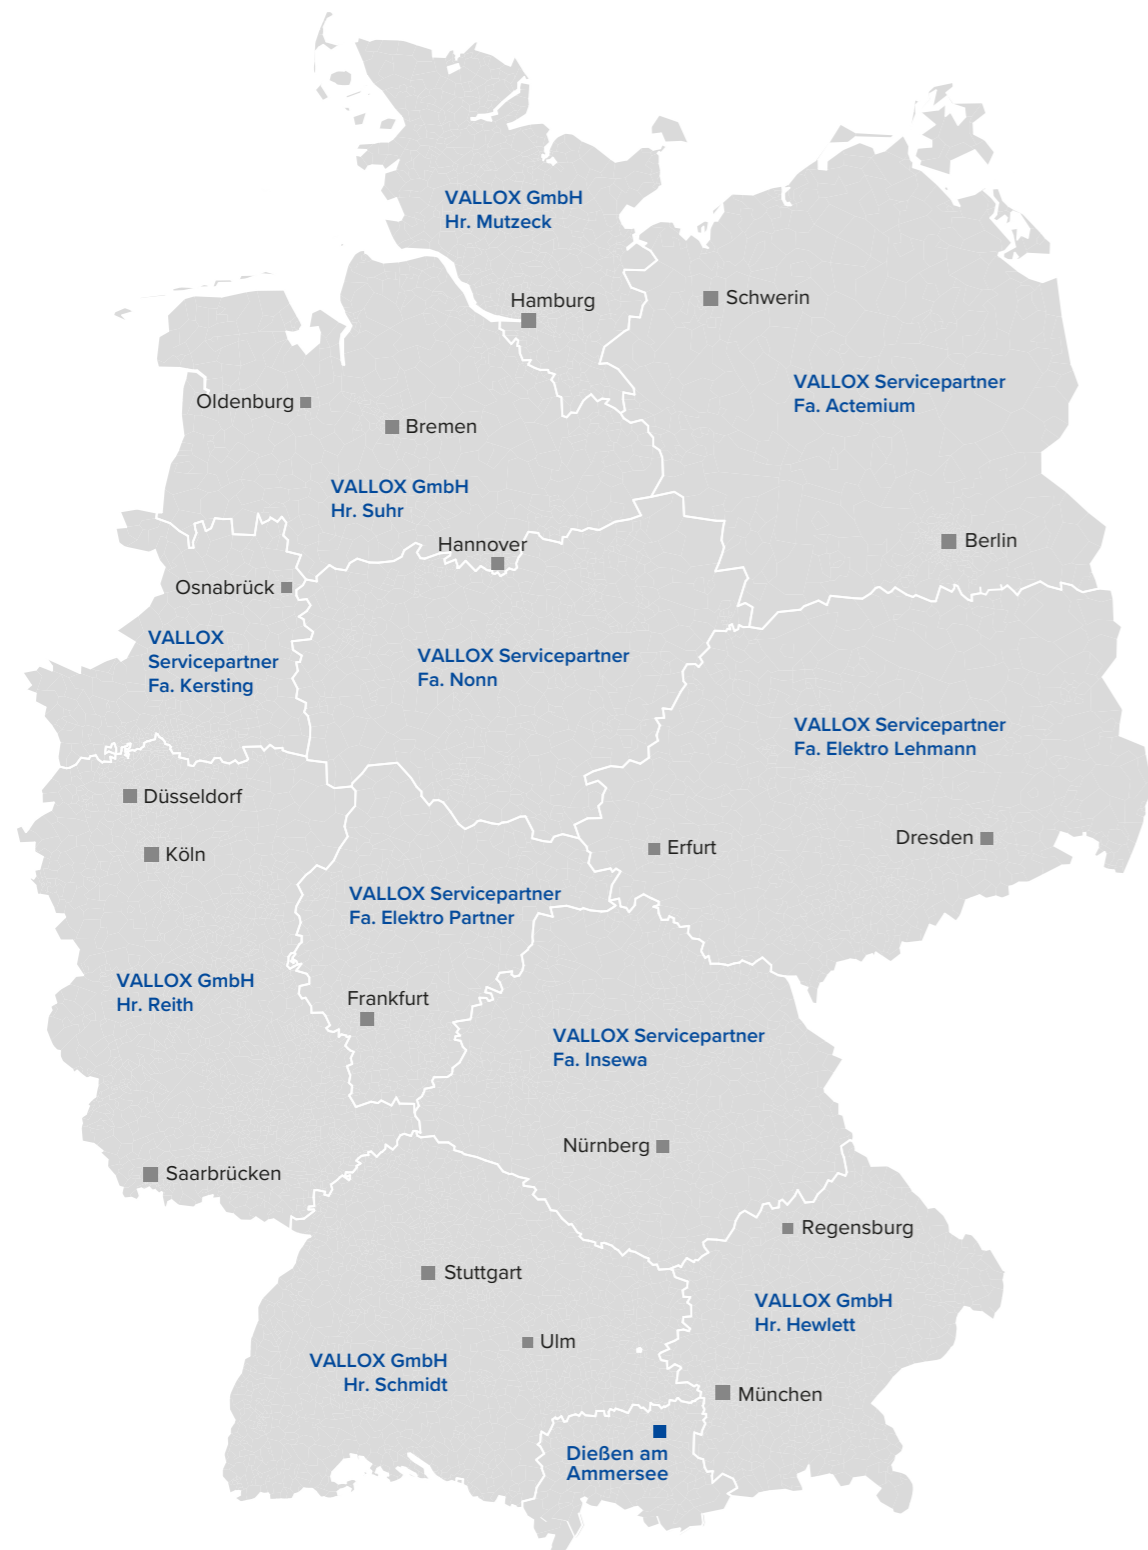 VALLOX GmbH
Hr. Mutzeck
Hamburg
Schwerin
VALLOX Servicepartner
Fa. Actemium
Oldenburg
Bremen
VALLOX GmbH
Hr. Suhr
Hannover
Berlin
Osnabrück
VALLOX
Servicepartner
Fa. Kersting
VALLOX Servicepartner
Fa. Nonn
VALLOX Servicepartner
Fa. Elektro Lehmann
Düsseldorf
Köln
Erfurt
Dresden
VALLOX Servicepartner
Fa. Elektro Partner
VALLOX GmbH
Hr. Reith
Frankfurt
VALLOX Servicepartner
Fa. Insewa
Nürnberg
Saarbrücken
Regensburg
Stuttgart
VALLOX GmbH
Hr. Hewlett
Ulm
VALLOX GmbH
Hr. Schmidt
München
Dießen am
Ammersee